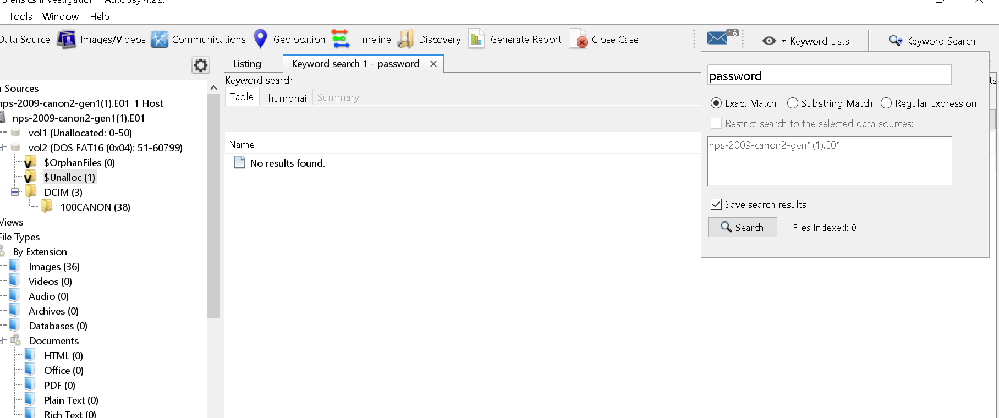 Forensics Investigation - Autopsy 4.22.1
Tools Window Help
Data Source Images/Videos Communications Geolocation Timeline Discovery Generate Report Close Case 16 Keyword Lists Keyword Search
Listing Keyword search 1 - password
Keyword search
Table Thumbnail Summary
Name
No results found.
Sources
nps-2009-canon2-gen1(1).E01_1 Host
nps-2009-canon2-gen1(1).E01
vol1 (Unallocated: 0-50)
vol2 (DOS FAT16 (0x04): 51-60799)
$OrphanFiles (0)
$Unalloc (1)
DCIM (3)
100CANON (38)
Views
File Types
By Extension
Images (36)
Videos (0)
Audio (0)
Archives (0)
Databases (0)
Documents
HTML (0)
Office (0)
PDF (0)
Plain Text (0)
Rich Text (0)
password
Exact Match Substring Match Regular Expression
Restrict search to the selected data sources:
nps-2009-canon2-gen1(1).E01
Save search results
Search Files Indexed: 0